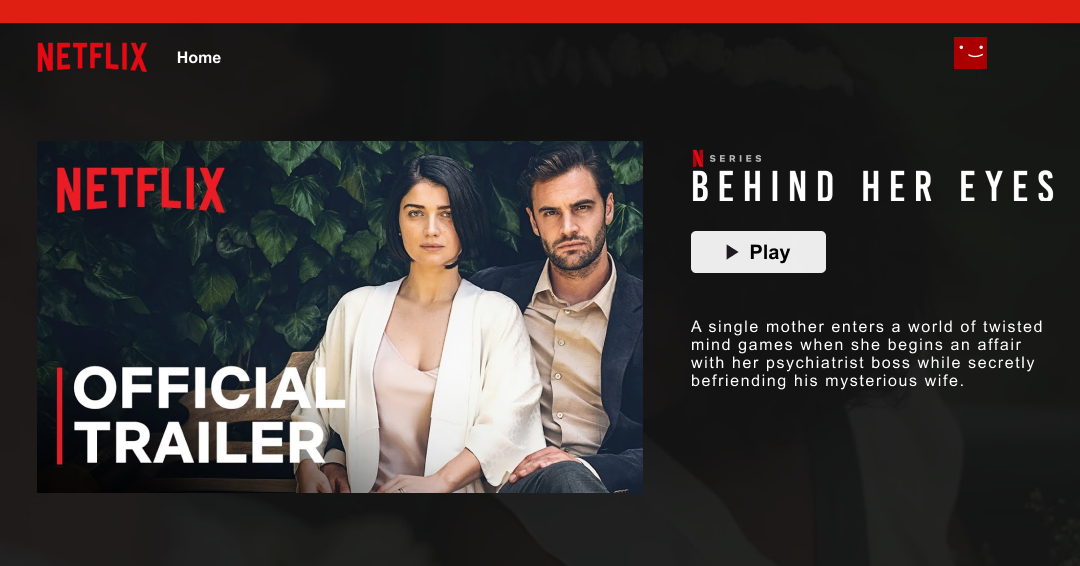 NETFLIX
Home
NETFLIX
OFFICIAL
TRAILER
N SERIES
BEHIND HER EYES
Play
A single mother enters a world of twisted
mind games when she begins an affair
with her psychiatrist boss while secretly
befriending his mysterious wife.